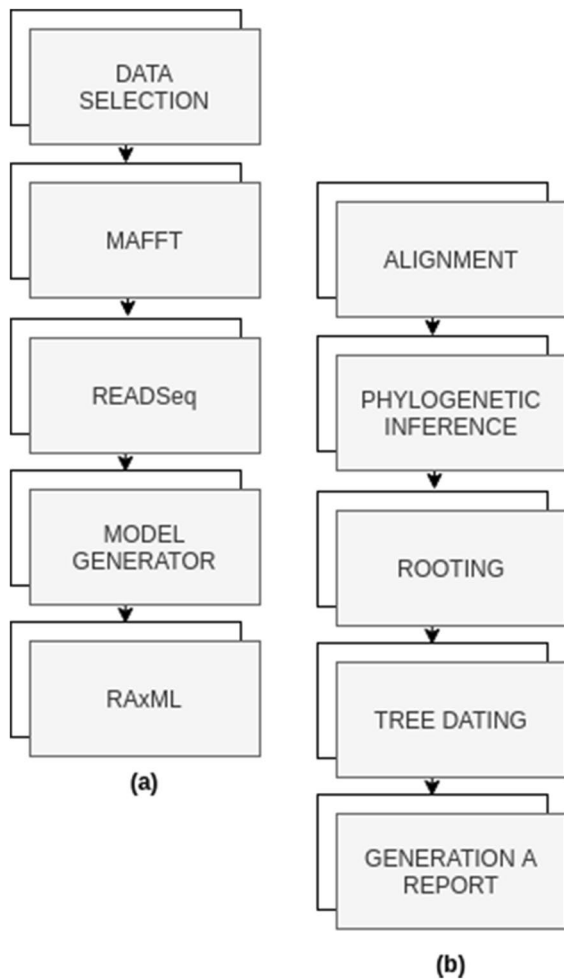 DATA
SELECTION
MAFFT
READSeq
MODEL
GENERATOR
RAxML
(a)
ALIGNMENT
PHYLOGENETIC
INFERENCE
ROOTING
TREE DATING
GENERATION A
REPORT
(b)